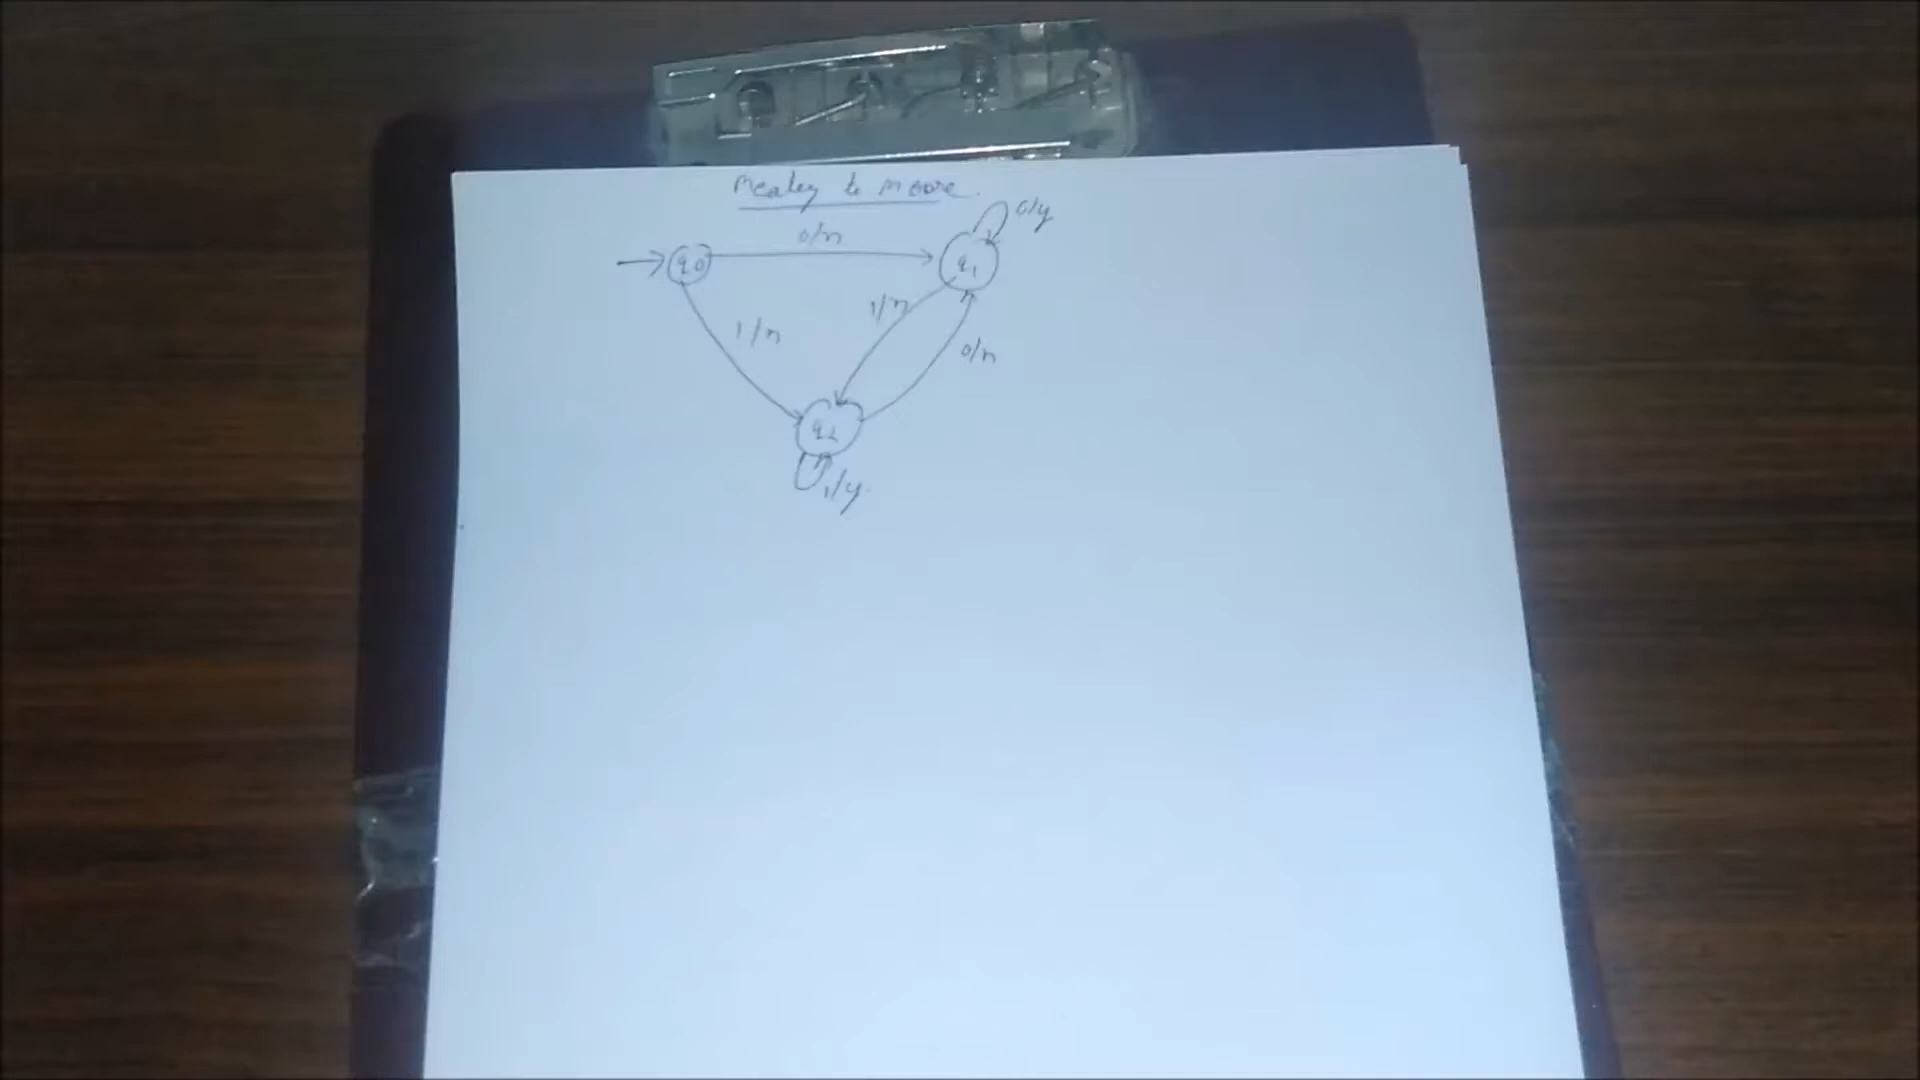 Mealey to moore.
0/y
0/n
q0
q1
1/n
1/n
0/n
q2
1/y.